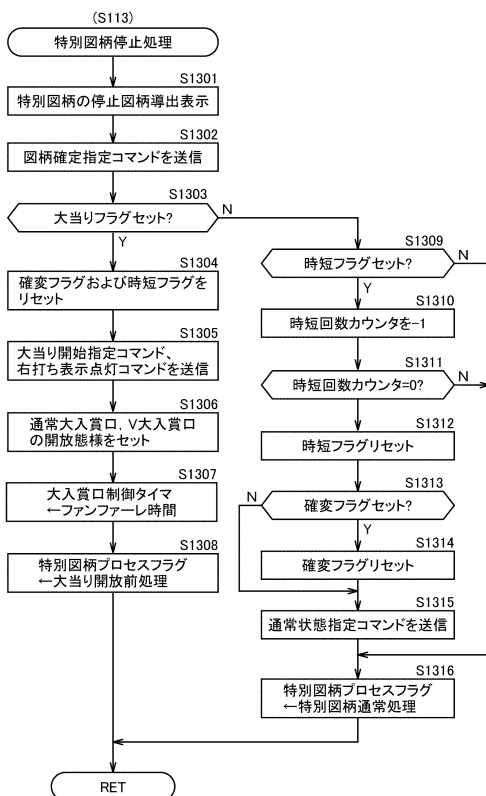 (S113)
特別図柄停止処理
S1301
特別図柄の停止図柄導出表示
S1302
図柄確定指定コマンドを送信
S1303
大当りフラグセット?
N
Y
S1304
確変フラグおよび時短フラグを
リセット
S1305
大当り開始指定コマンド、
右打ち表示点灯コマンドを送信
S1306
通常大入賞口,V大入賞口
の開放態様をセット
S1307
大入賞口制御タイマ
←ファンファーレ時間
S1308
特別図柄プロセスフラグ
←大当り開放前処理
S1309
時短フラグセット?
N
Y
S1310
時短回数カウンタを-1
S1311
時短回数カウンタ=0?
N
S1312
時短フラグリセット
S1313
N
確変フラグセット?
Y
S1314
確変フラグリセット
S1315
通常状態指定コマンドを送信
S1316
特別図柄プロセスフラグ
←特別図柄通常処理
RET